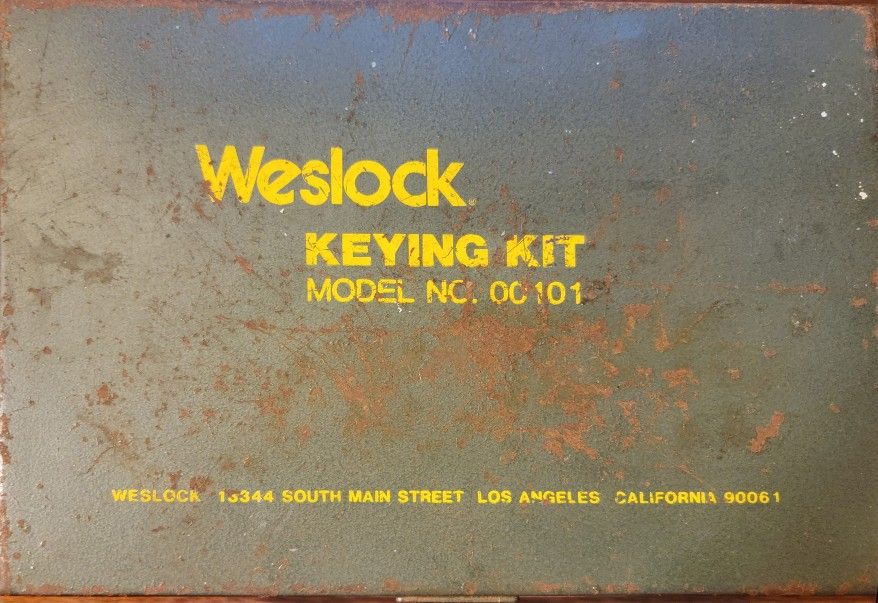 Weslock®
KEYING KIT
MODEL NO. 00101
WESLOCK 13344 SOUTH MAIN STREET LOS ANGELES CALIFORNIA 90061